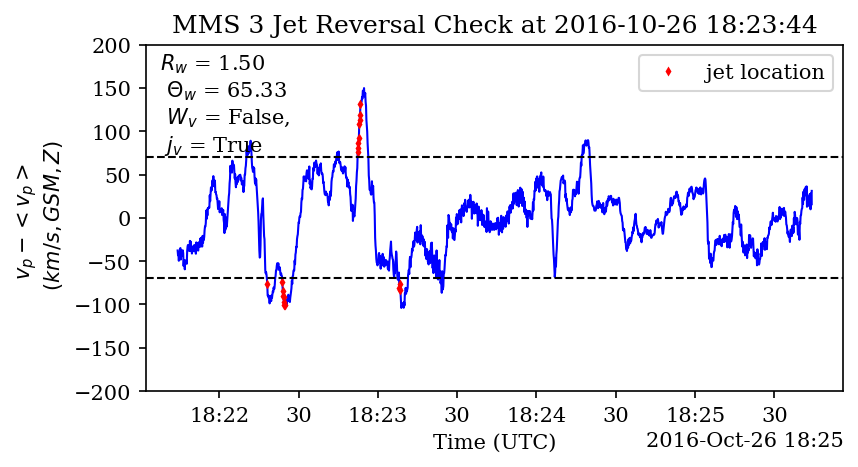 MMS 3 Jet Reversal Check at 2016-10-26 18:23:44
200
150
100
50
0
−50
−100
−150
−200
v_p − < v_p >
(km/s, GSM, Z)
R_w = 1.50
Θ_w = 65.33
W_v = False,
j_v = True
jet location
18:22 30 18:23 30 18:24 30 18:25 30
Time (UTC)
2016-Oct-26 18:25